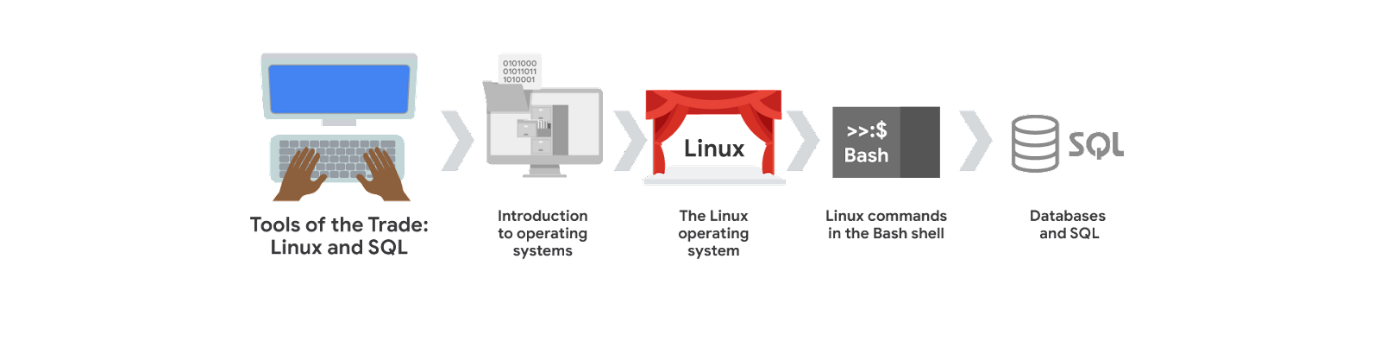 Tools of the Trade:
Linux and SQL
0101000
01011011
1010001
Introduction
to operating
systems
Linux
The Linux
operating
system
>>:$
Bash
Linux commands
in the Bash shell
SQL
Databases
and SQL